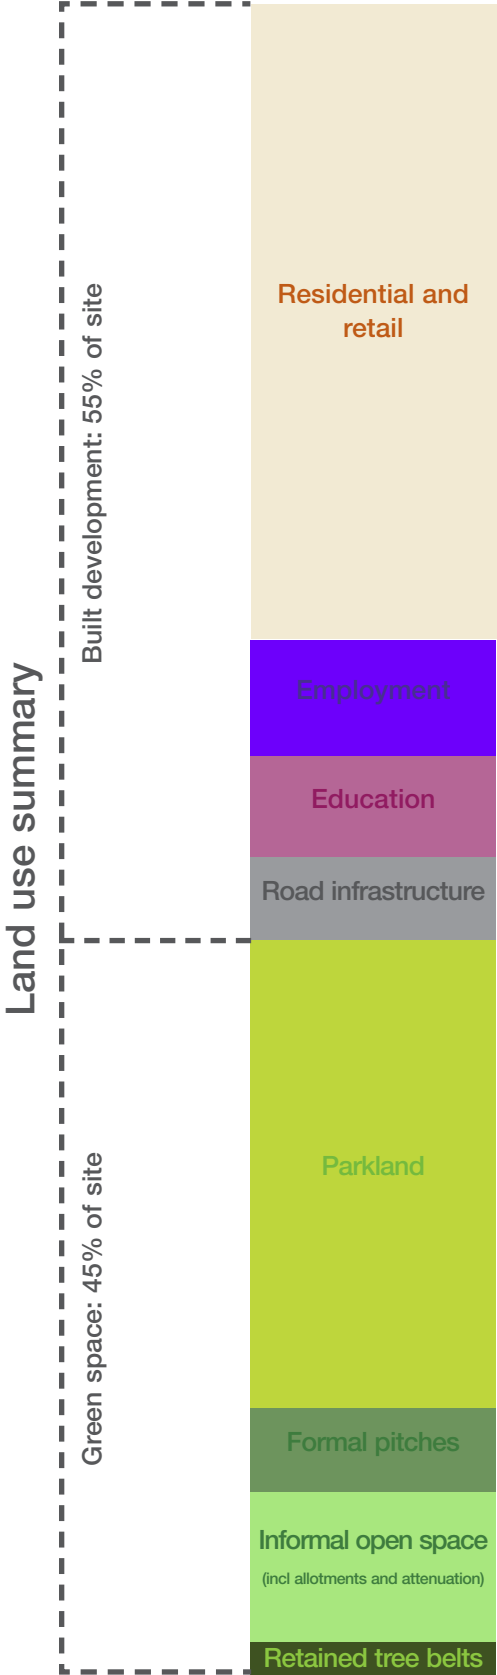 Land use summary
Built development: 55% of site
Residential and
retail
Employment
Education
Road infrastructure
Green space: 45% of site
Parkland
Formal pitches
Informal open space
(incl allotments and attenuation)
Retained tree belts